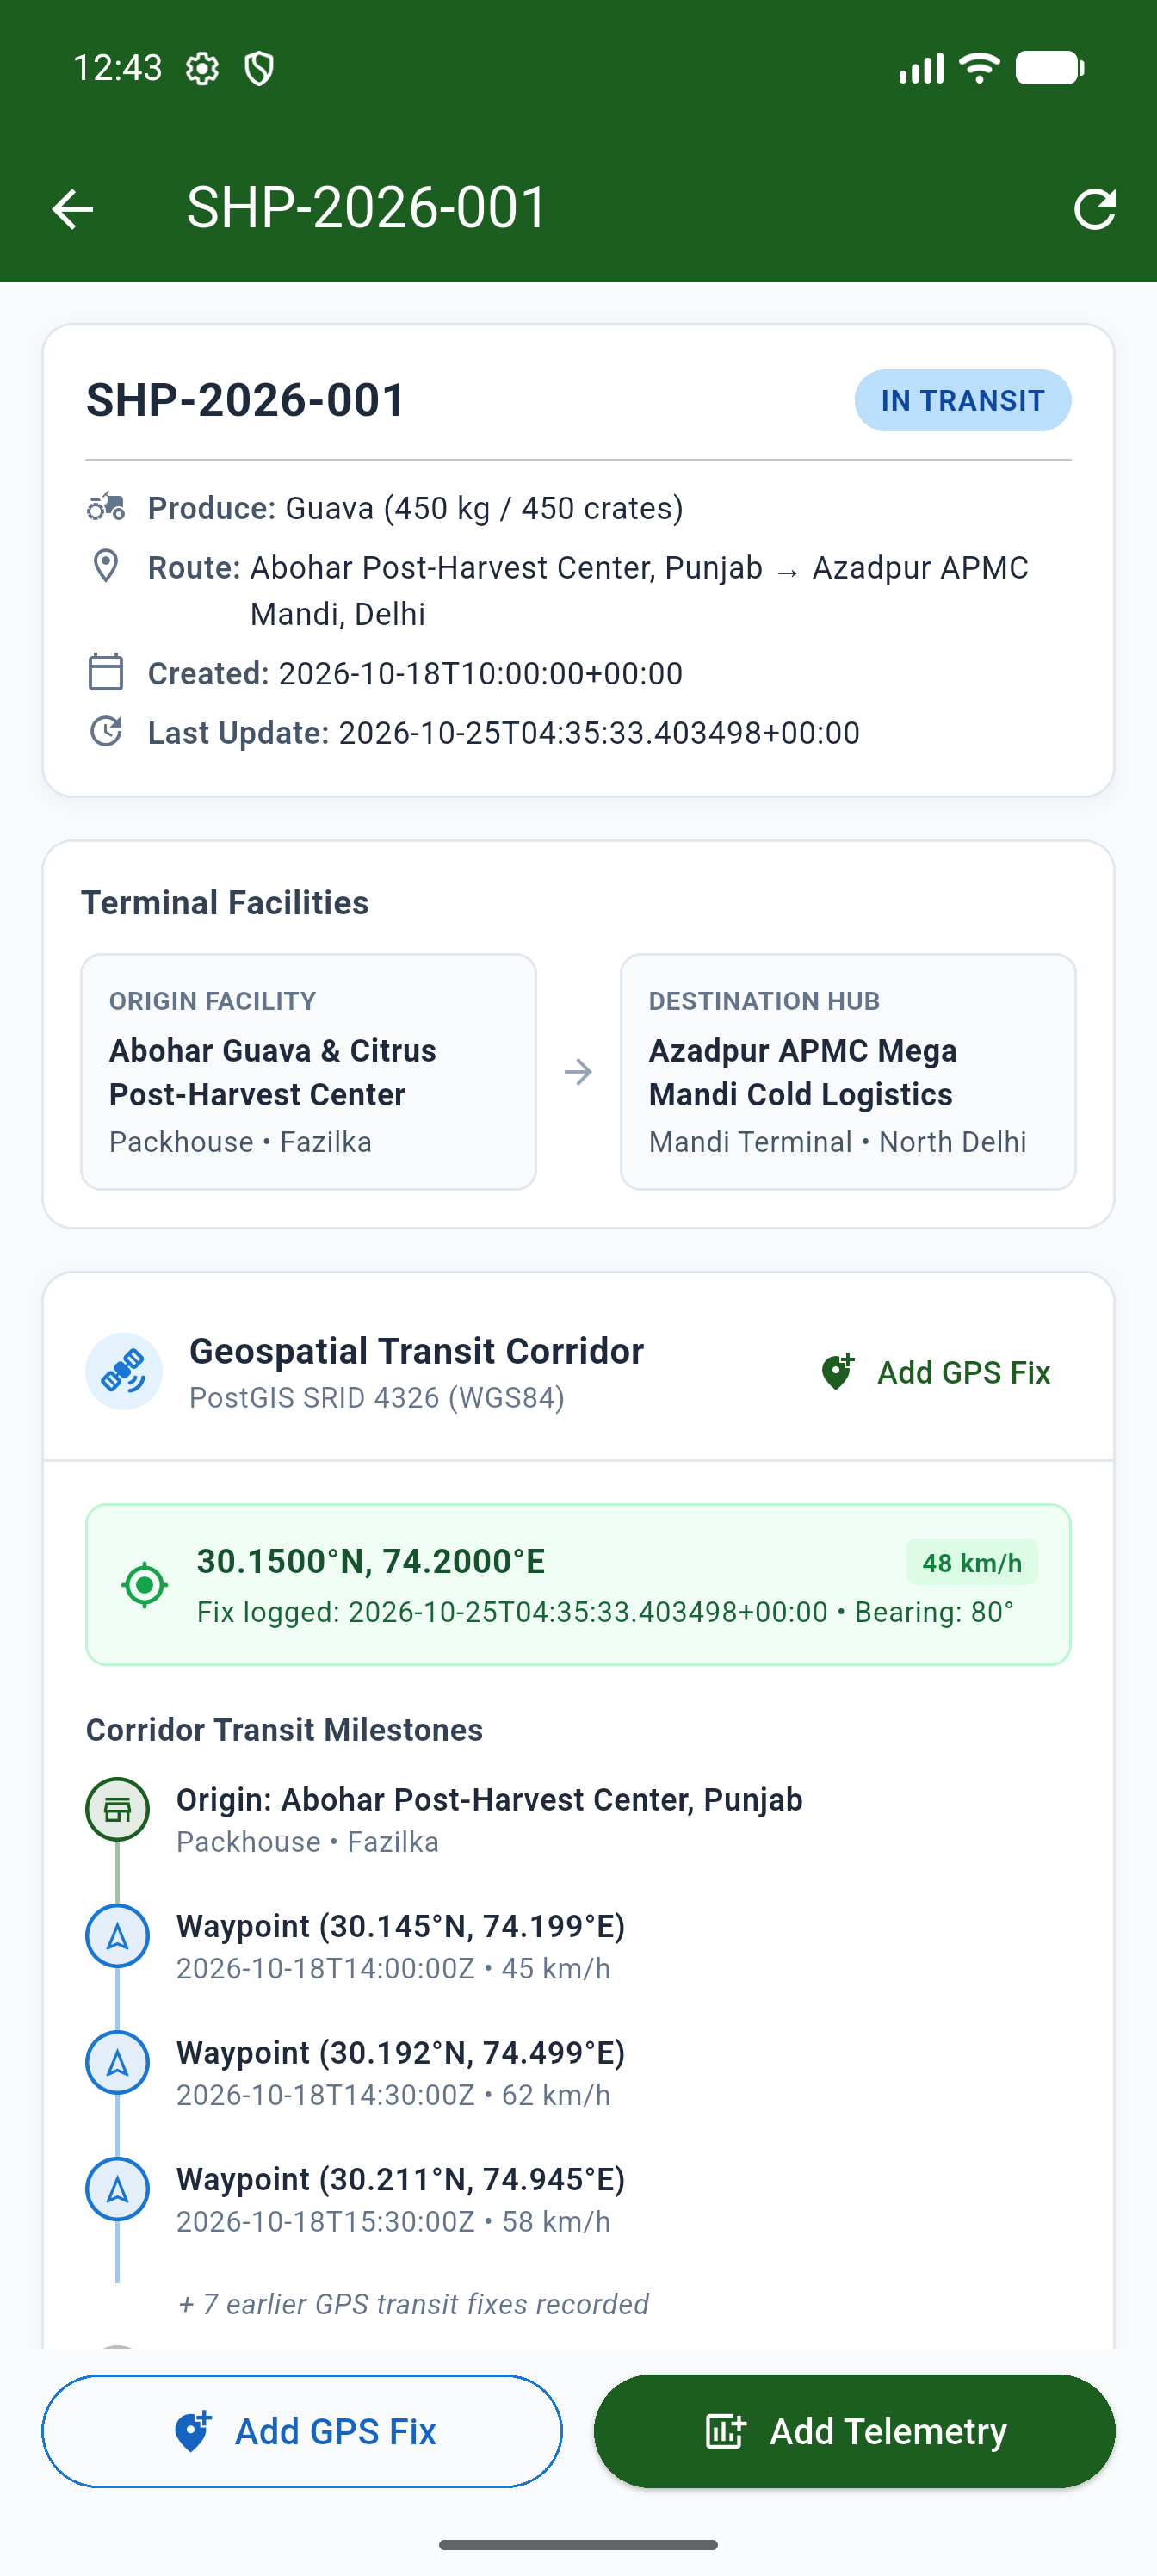 12:43
SHP-2026-001
SHP-2026-001
IN TRANSIT
Produce: Guava (450 kg / 450 crates)
Route: Abohar Post-Harvest Center, Punjab → Azadpur APMC
Mandi, Delhi
Created: 2026-10-18T10:00:00+00:00
Last Update: 2026-10-25T04:35:33.403498+00:00
Terminal Facilities
ORIGIN FACILITY
Abohar Guava & Citrus
Post-Harvest Center
Packhouse • Fazilka
DESTINATION HUB
Azadpur APMC Mega
Mandi Cold Logistics
Mandi Terminal • North Delhi
Geospatial Transit Corridor
PostGIS SRID 4326 (WGS84)
Add GPS Fix
30.1500°N, 74.2000°E
48 km/h
Fix logged: 2026-10-25T04:35:33.403498+00:00 • Bearing: 80°
Corridor Transit Milestones
Origin: Abohar Post-Harvest Center, Punjab
Packhouse • Fazilka
Waypoint (30.145°N, 74.199°E)
2026-10-18T14:00:00Z • 45 km/h
Waypoint (30.192°N, 74.499°E)
2026-10-18T14:30:00Z • 62 km/h
Waypoint (30.211°N, 74.945°E)
2026-10-18T15:30:00Z • 58 km/h
+ 7 earlier GPS transit fixes recorded
Add GPS Fix
Add Telemetry